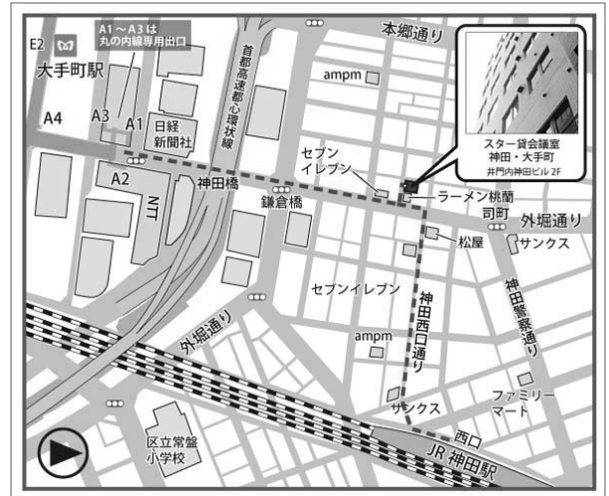 A1～A3は
丸の内線専用出口
E2
大手町駅
A4
A3
A1
日経
新聞社
A2
NTT
首都高速都心環状線
神田橋
鎌倉橋
本郷通り
ampm
セブン
イレブン
スター貸会議室
神田・大手町
井門内神田ビル 2F
ラーメン桃蘭
司町
外堀通り
松屋
サンクス
セブンイレブン
神田西口通り
神田警察通り
外堀通り
ampm
サンクス
ファミリー
マート
西口
JR 神田駅
区立常盤
小学校